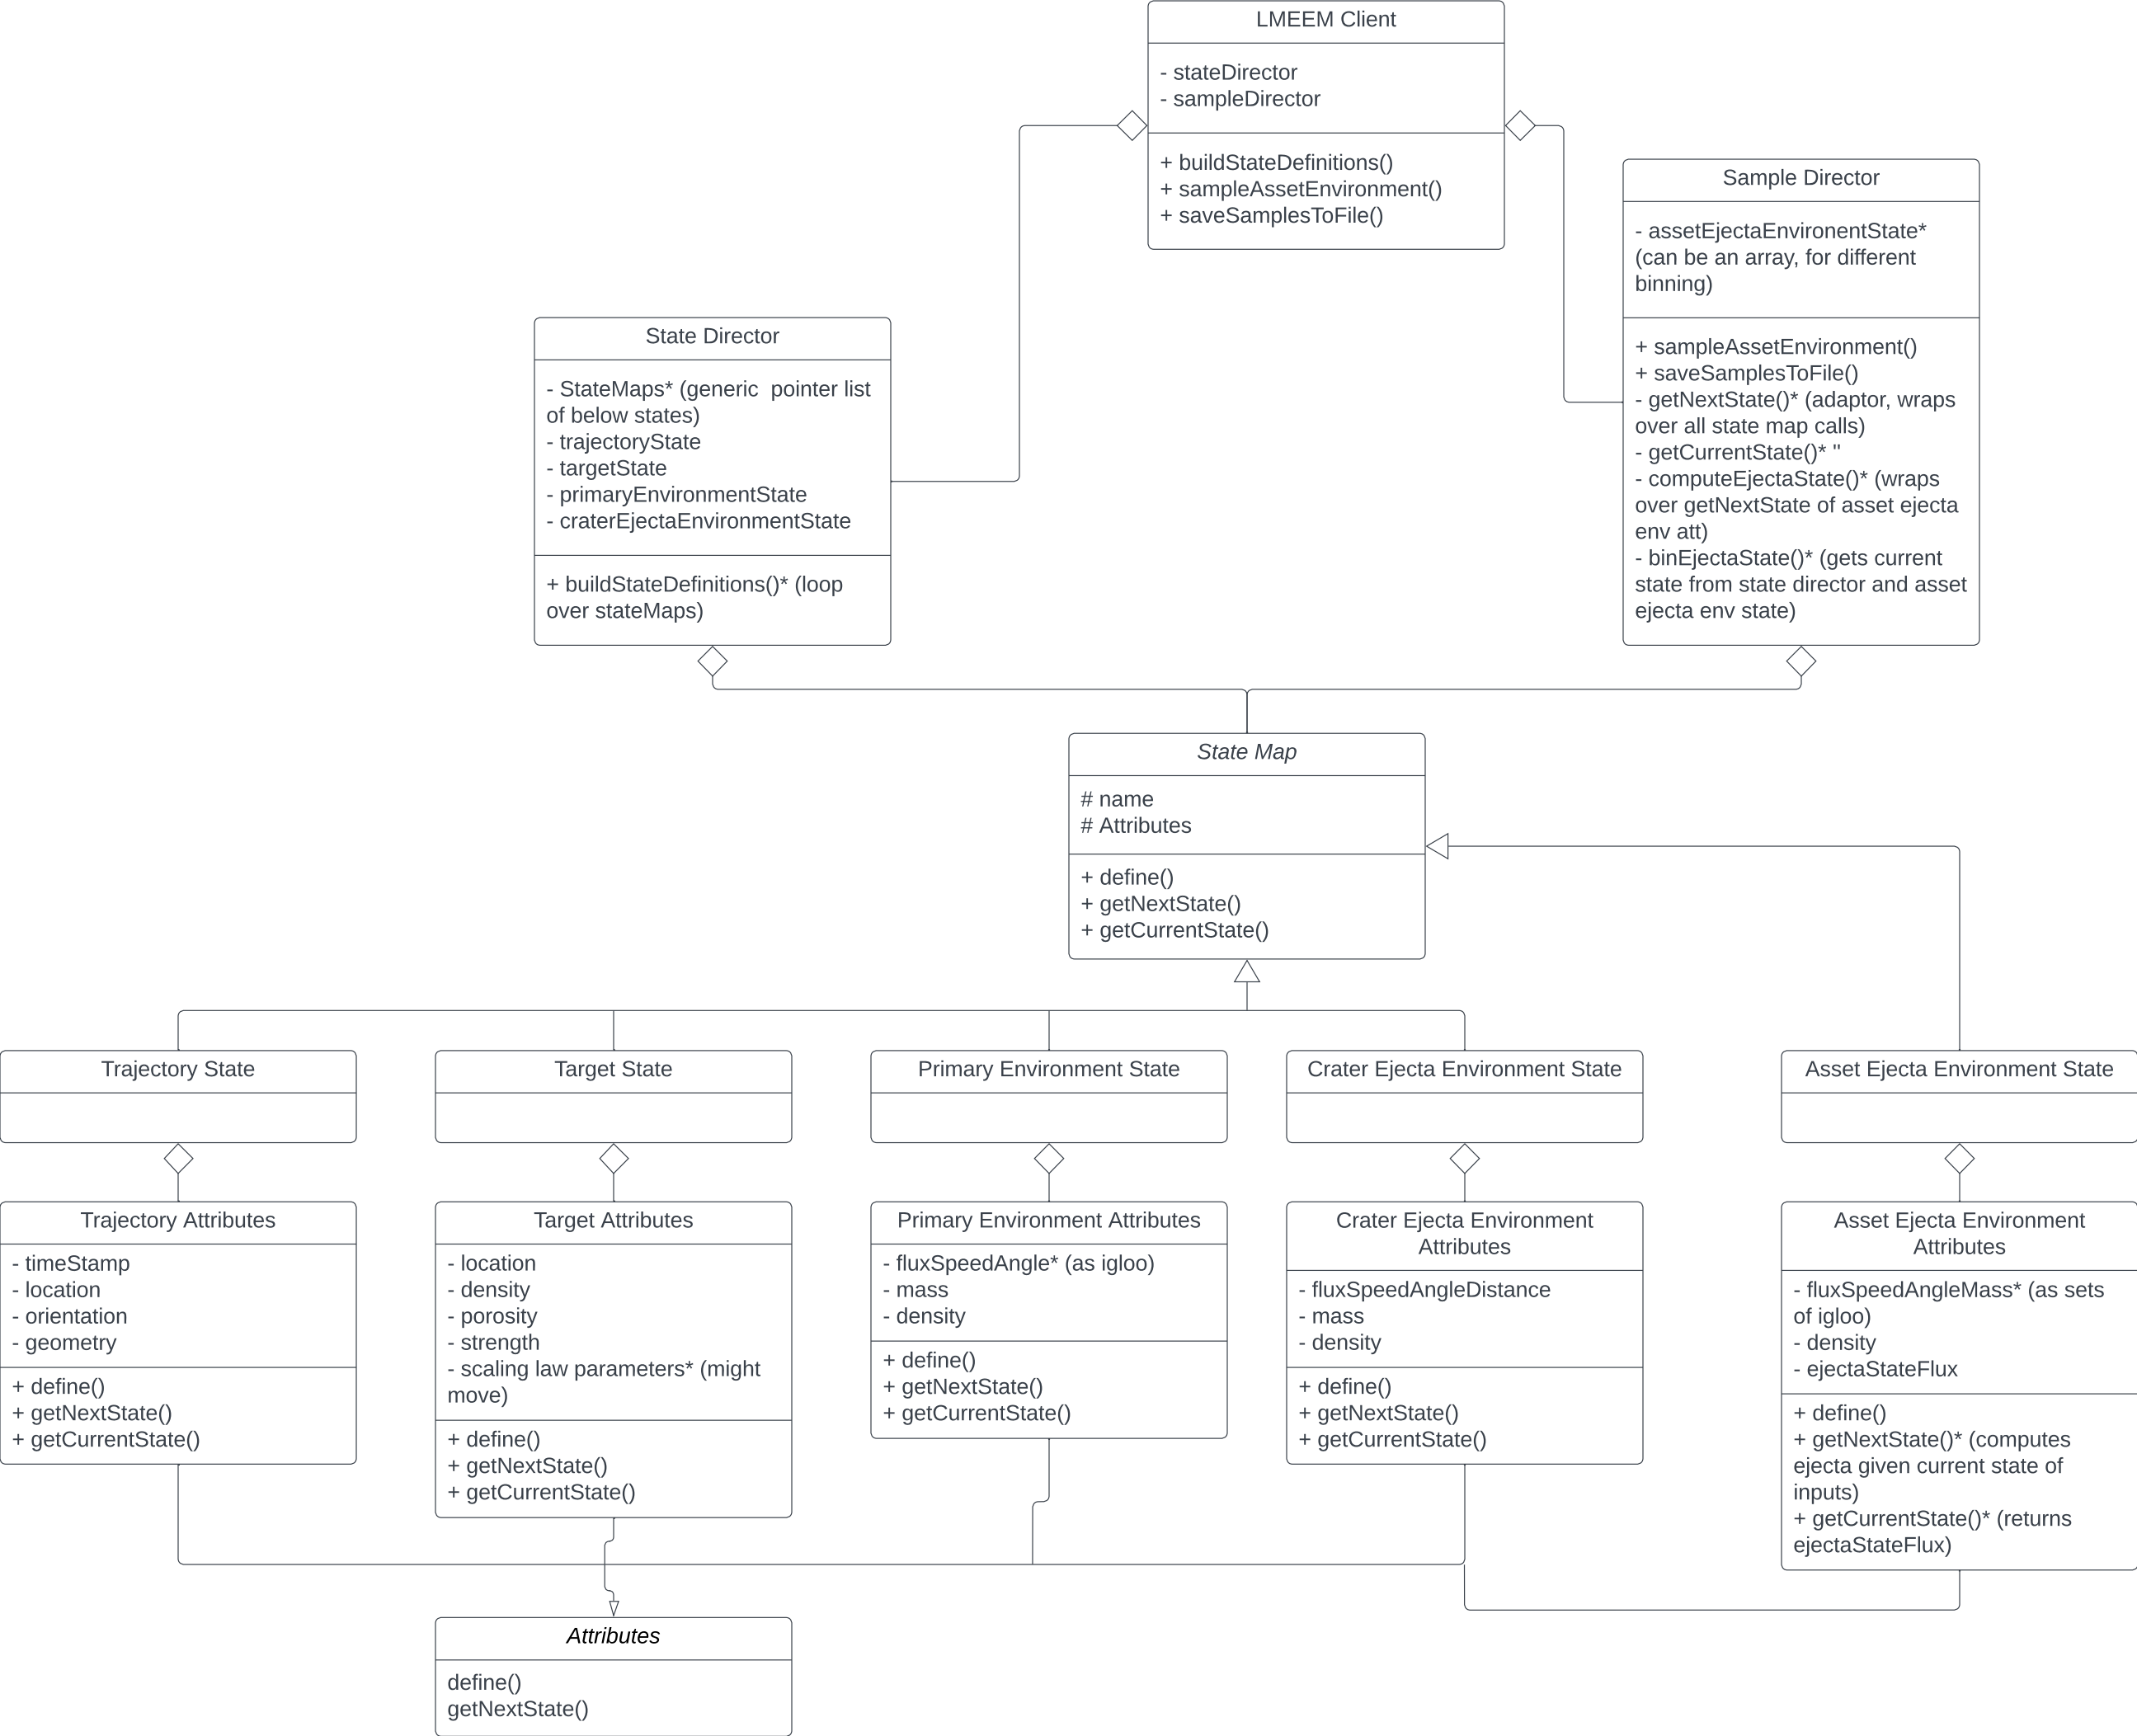 LMEEM Client
- stateDirector
- sampleDirector
+ buildStateDefinitions()
+ sampleAssetEnvironment()
+ saveSamplesToFile()
Sample Director
- assetEjectaEnvironentState*
(can be an array, for different
binning)
+ sampleAssetEnvironment()
+ saveSamplesToFile()
- getNextState()* (adaptor, wraps
over all state map calls)
- getCurrentState()* "
- computeEjectaState()* (wraps
over getNextState of asset ejecta
env att)
- binEjectaState()* (gets current
state from state director and asset
ejecta env state)
State Director
- StateMaps* (generic  pointer list
of below states)
- trajectoryState
- targetState
- primaryEnvironmentState
- craterEjectaEnvironmentState
+ buildStateDefinitions()* (loop
over stateMaps)
State Map
# name
# Attributes
+ define()
+ getNextState()
+ getCurrentState()
Trajectory State
Target State
Primary Environment State
Crater Ejecta Environment State
Asset Ejecta Environment State
Trajectory Attributes
- timeStamp
- location
- orientation
- geometry
+ define()
+ getNextState()
+ getCurrentState()
Target Attributes
- location
- density
- porosity
- strength
- scaling law parameters* (might
move)
+ define()
+ getNextState()
+ getCurrentState()
Primary Environment Attributes
- fluxSpeedAngle* (as igloo)
- mass
- density
+ define()
+ getNextState()
+ getCurrentState()
Crater Ejecta Environment
Attributes
- fluxSpeedAngleDistance
- mass
- density
+ define()
+ getNextState()
+ getCurrentState()
Asset Ejecta Environment
Attributes
- fluxSpeedAngleMass* (as sets
of igloo)
- density
- ejectaStateFlux
+ define()
+ getNextState()* (computes
ejecta given current state of
inputs)
+ getCurrentState()* (returns
ejectaStateFlux)
Attributes
define()
getNextState()